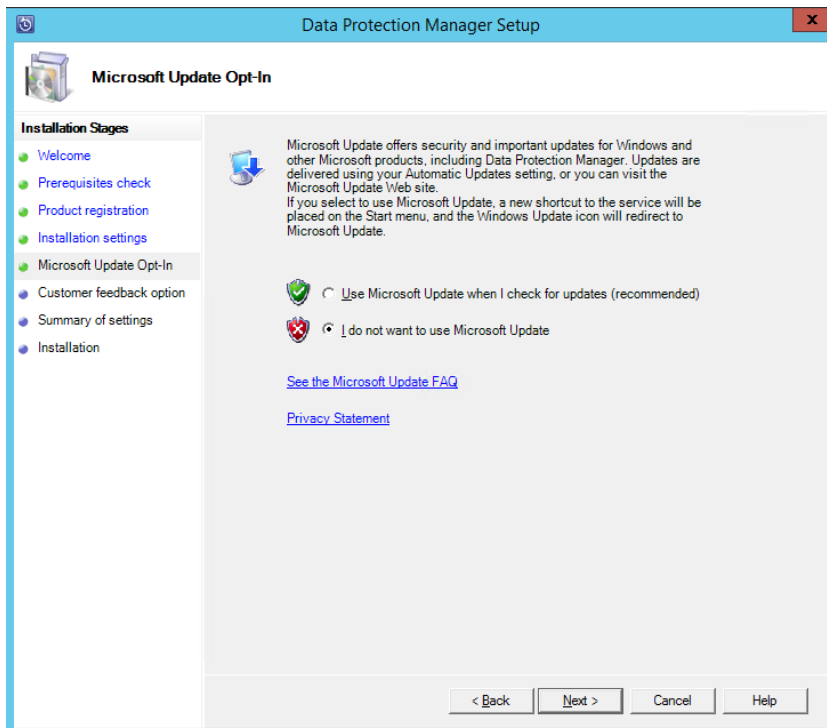 Data Protection Manager Setup
x
Microsoft Update Opt-In
Installation Stages
Welcome
Prerequisites check
Product registration
Installation settings
Microsoft Update Opt-In
Customer feedback option
Summary of settings
Installation
Microsoft Update offers security and important updates for Windows and
other Microsoft products, including Data Protection Manager. Updates are
delivered using your Automatic Updates setting, or you can visit the
Microsoft Update Web site.
If you select to use Microsoft Update, a new shortcut to the service will be
placed on the Start menu, and the Windows Update icon will redirect to
Microsoft Update.
Use Microsoft Update when I check for updates (recommended)
I do not want to use Microsoft Update
See the Microsoft Update FAQ
Privacy Statement
< Back
Next >
Cancel
Help